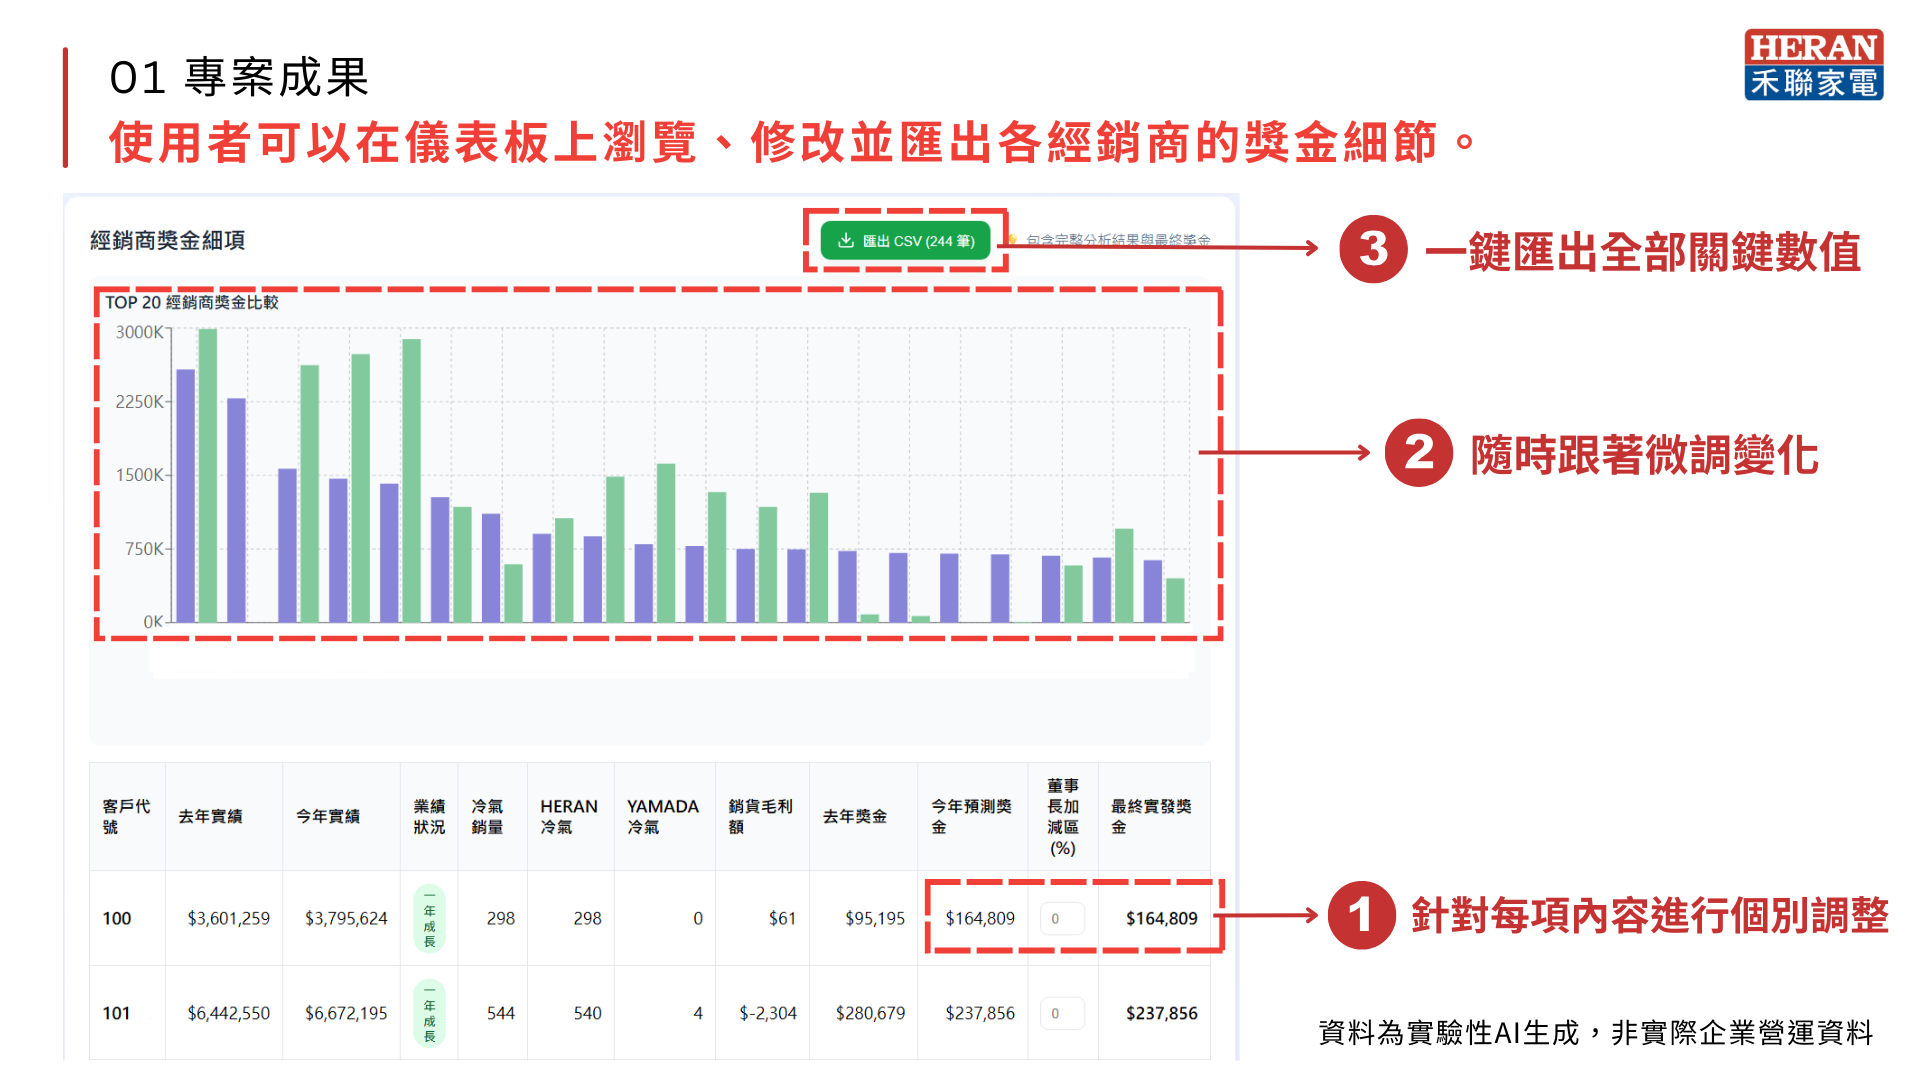 01 專案成果
使用者可以在儀表板上瀏覽、修改並匯出各經銷商的獎金細節。
HERAN
禾聯家電
經銷商獎金細項
匯出 CSV (244 筆)
包含完整分析結果與最終獎金
3 一鍵匯出全部關鍵數值
TOP 20 經銷商獎金比較
3000K
2250K
1500K
750K
0K
2 隨時跟著微調變化
客戶代號 去年實績 今年實績 業績狀況 冷氣銷量 HERAN 冷氣 YAMADA 冷氣 銷貨毛利額 去年獎金 今年預測獎金 董事長加減區 (%) 最終實發獎金
100 $3,601,259 $3,795,624 一年成長 298 298 0 $61 $95,195 $164,809 0 $164,809
1 針對每項內容進行個別調整
101 $6,442,550 $6,672,195 一年成長 544 540 4 $-2,304 $280,679 $237,856 0 $237,856
資料為實驗性AI生成，非實際企業營運資料